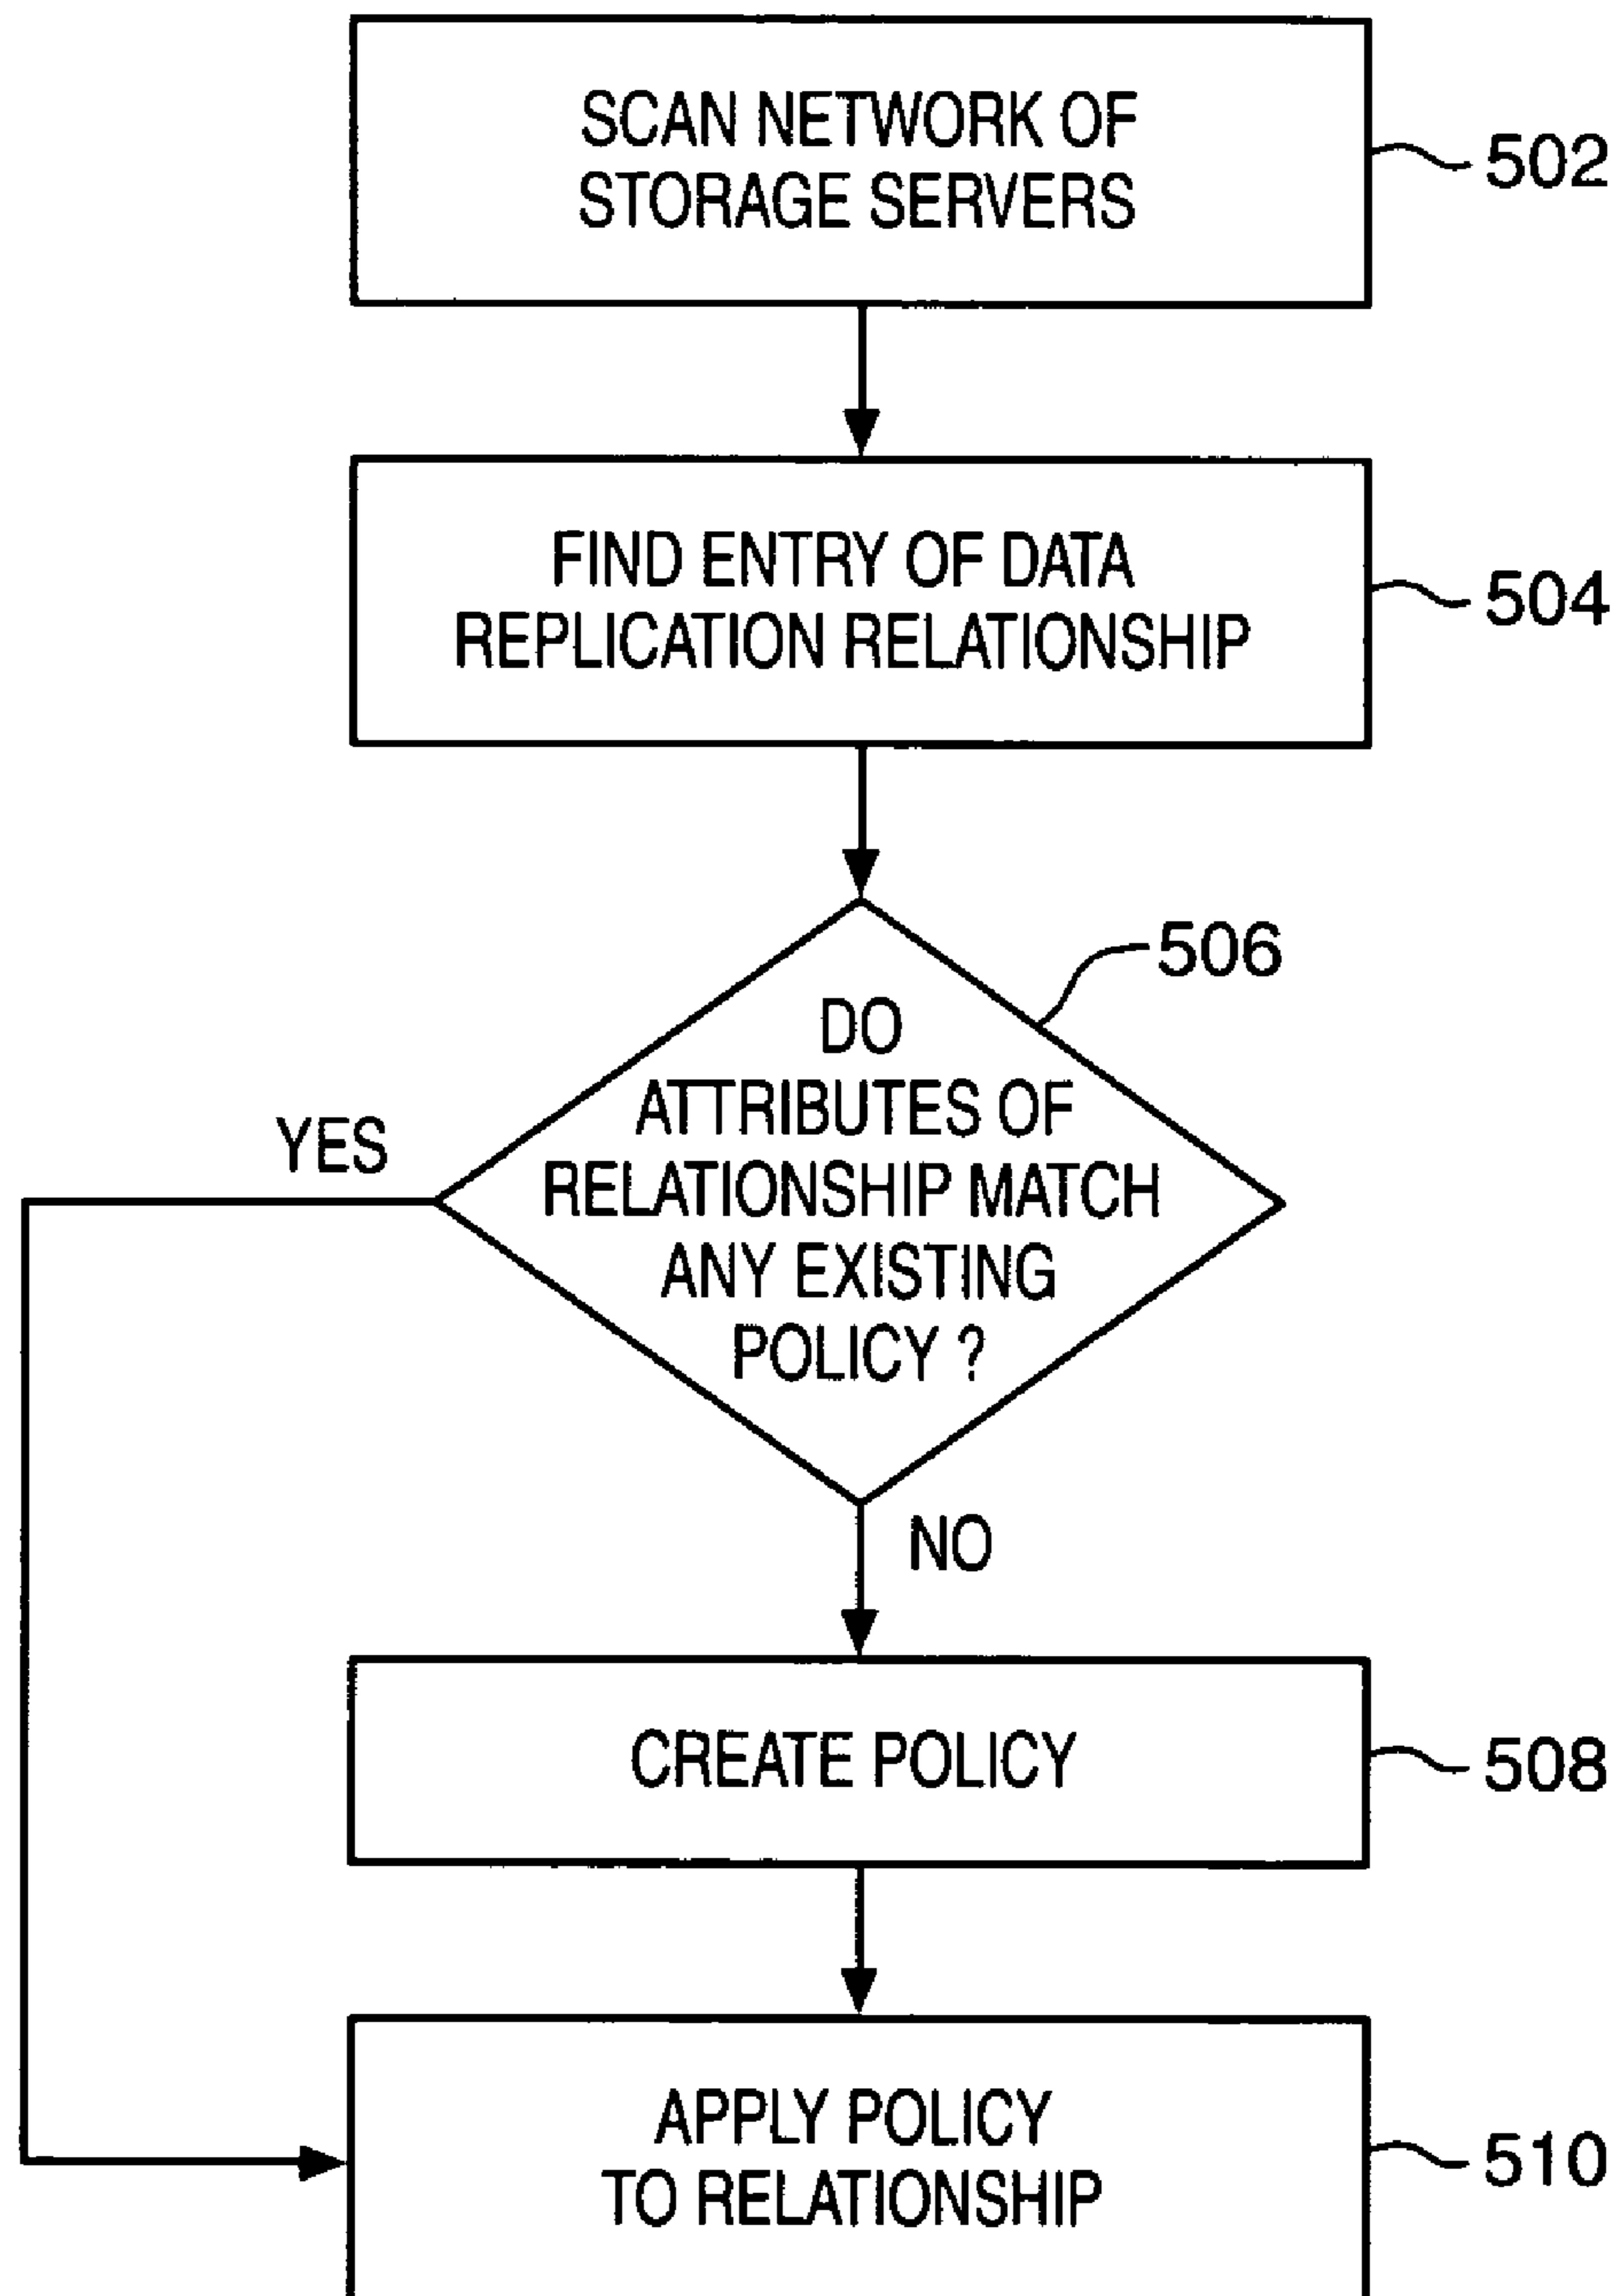 SCAN NETWORK OF
STORAGE SERVERS
502
FIND ENTRY OF DATA
REPLICATION RELATIONSHIP
504
506
DO
ATTRIBUTES OF
RELATIONSHIP MATCH
ANY EXISTING
POLICY ?
YES
NO
CREATE POLICY
508
APPLY POLICY
TO RELATIONSHIP
510